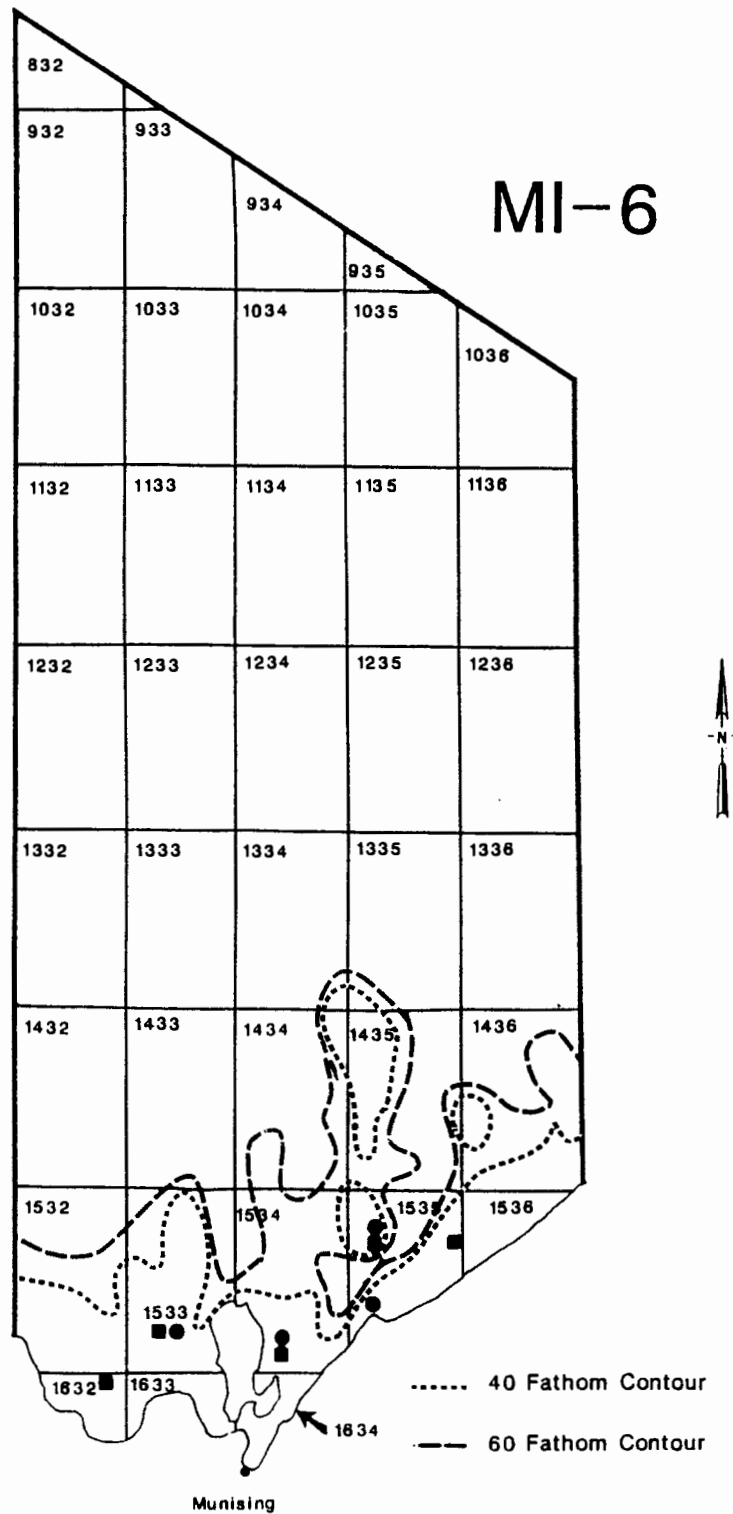 832
932 933
934
MI-6
935
1032 1033 1034 1035
1036
1132 1133 1134 1135 1136
1232 1233 1234 1235 1236
N
1332 1333 1334 1335 1336
1432 1433 1434 1435 1436
1532 1534 1535 1536
1533
1632 1633
40 Fathom Contour
1634
60 Fathom Contour
Munising